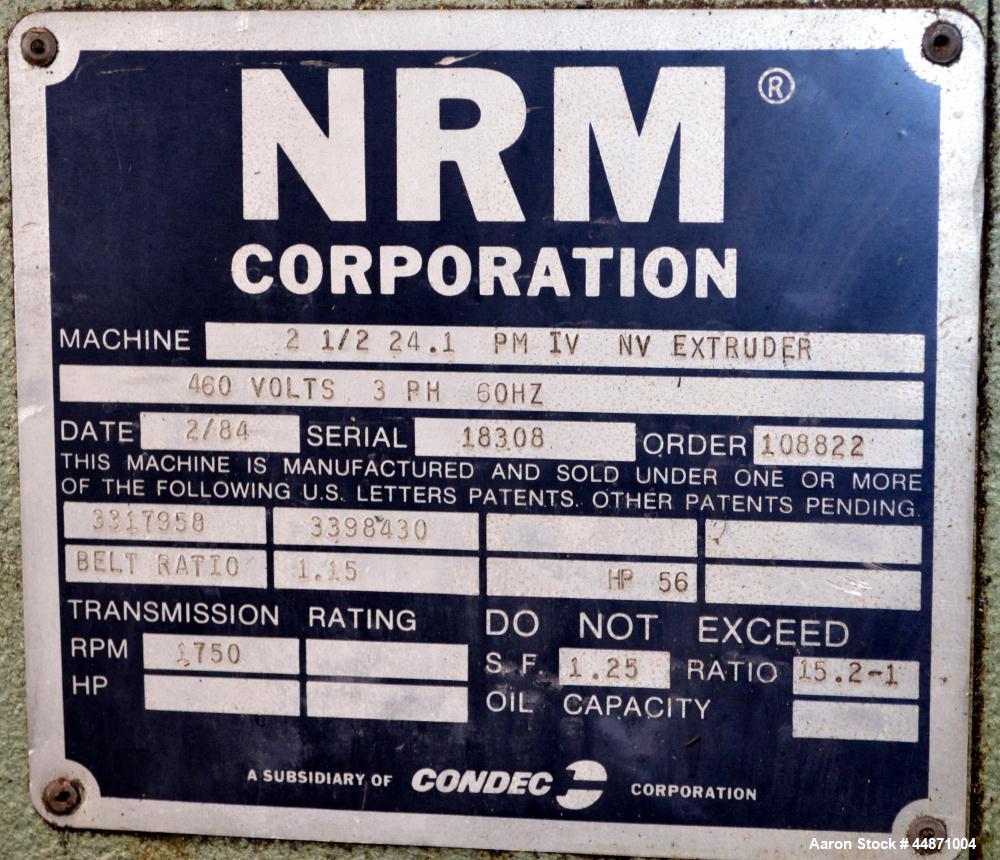 NRM ®
CORPORATION
MACHINE 2 1/2 24.1 PM IV NV EXTRUDER
460 VOLTS 3 PH 60HZ
DATE 2/84 SERIAL 18308 ORDER 108822
THIS MACHINE IS MANUFACTURED AND SOLD UNDER ONE OR MORE
OF THE FOLLOWING U.S. LETTERS PATENTS. OTHER PATENTS PENDING.
3317958 3398430
BELT RATIO 1.15 HP 56
TRANSMISSION RATING DO NOT EXCEED
RPM 1750 S.F. 1.25 RATIO 15.2-1
HP OIL CAPACITY
A SUBSIDIARY OF CONDEC CORPORATION
Aaron Stock # 44871004